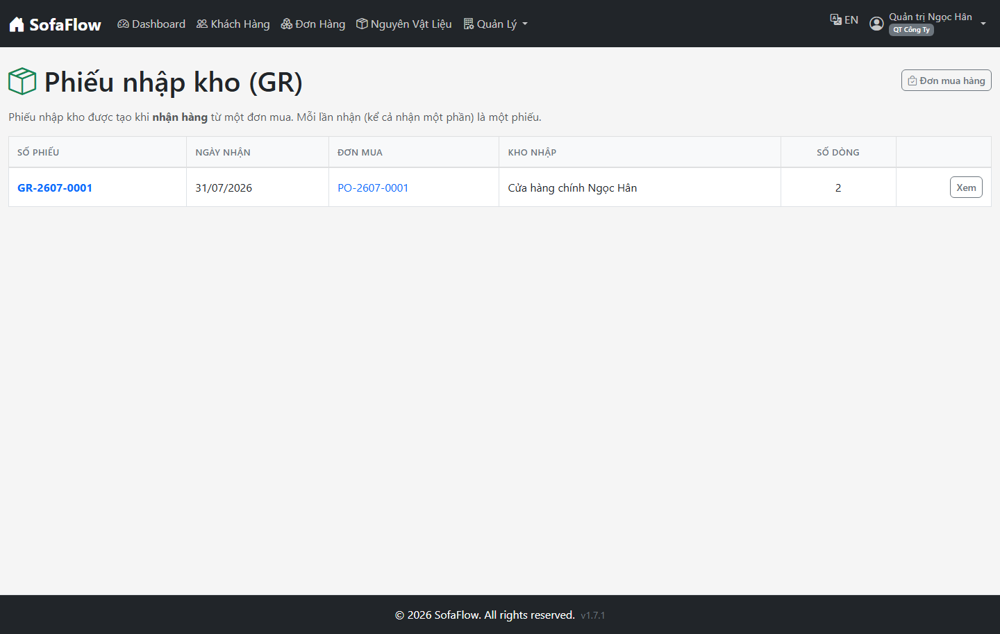 SofaFlow Dashboard Khách Hàng Đơn Hàng Nguyên Vật Liệu Quản Lý EN Quản trị Ngọc Hân
QT Công Ty
Phiếu nhập kho (GR) Đơn mua hàng
Phiếu nhập kho được tạo khi nhận hàng từ một đơn mua. Mỗi lần nhận (kể cả nhận một phần) là một phiếu.
SỐ PHIẾU NGÀY NHẬN ĐƠN MUA KHO NHẬP SỐ DÒNG
GR-2607-0001 31/07/2026 PO-2607-0001 Cửa hàng chính Ngọc Hân 2 Xem
© 2026 SofaFlow. All rights reserved. v1.7.1